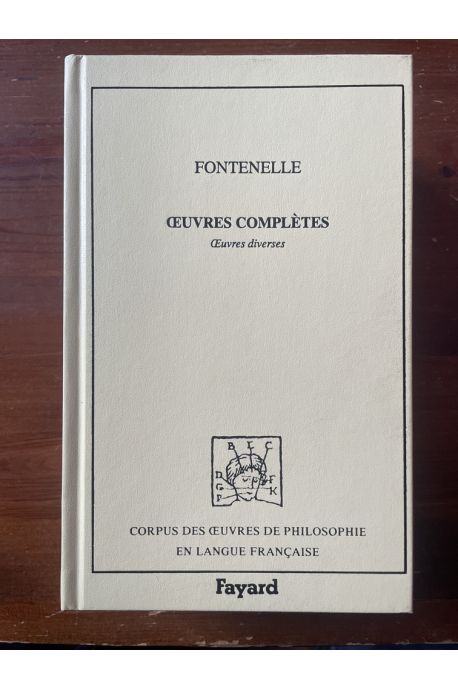 FONTENELLE
ŒUVRES COMPLÈTES
Œuvres diverses
B L C
D
G F K
F
CORPUS DES ŒUVRES DE PHILOSOPHIE
EN LANGUE FRANÇAISE
Fayard